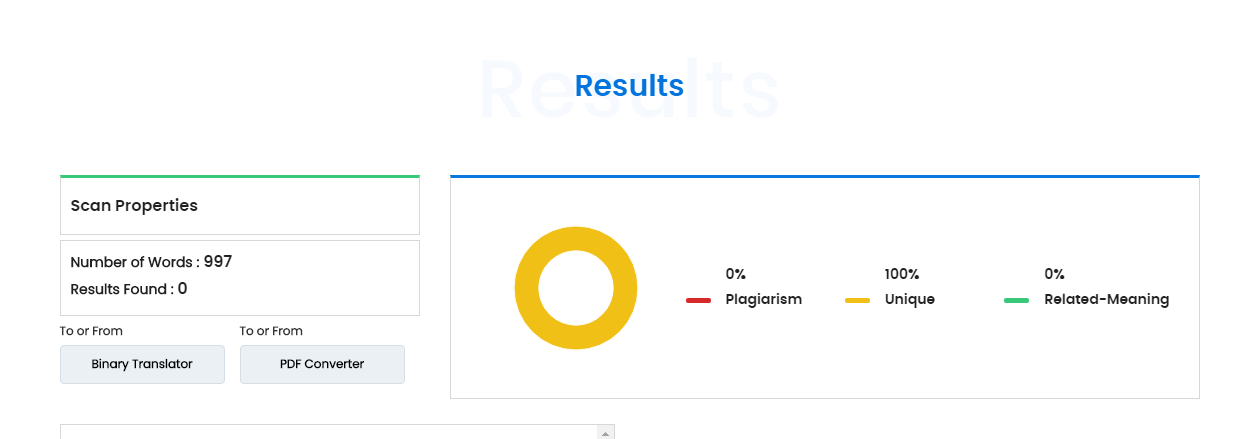 Results
Results
Scan Properties
Number of Words : 997
Results Found : 0
To or From
To or From
Binary Translator
PDF Converter
0%
Plagiarism
100%
Unique
0%
Related-Meaning